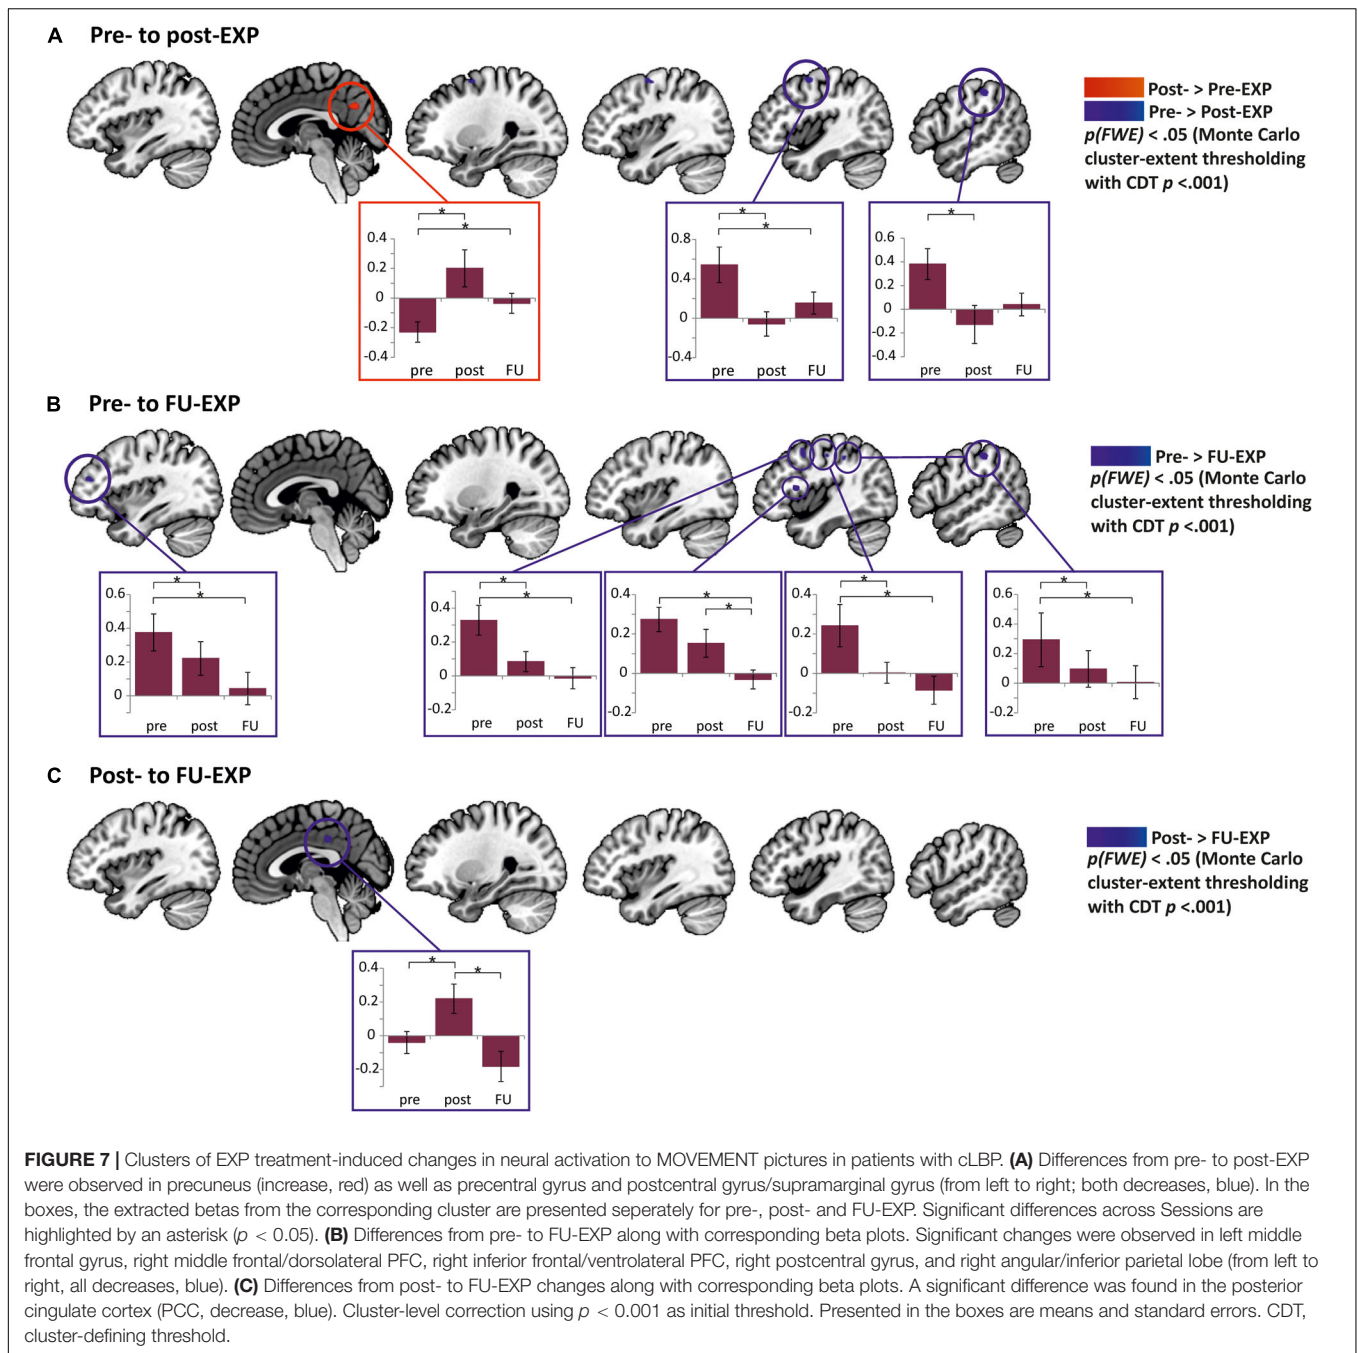 A Pre- to post-EXP
Post- > Pre-EXP
Pre- > Post-EXP
p(FWE) < .05 (Monte Carlo
cluster-extent thresholding
with CDT p <.001)
* * * * *
0.4 0.2 0 -0.2 -0.4
pre post FU
0.8 0.4 0 -0.4
pre post FU
0.6 0.4 0.2 0 -0.2 -0.4
pre post FU
B Pre- to FU-EXP
Pre- > FU-EXP
p(FWE) < .05 (Monte Carlo
cluster-extent thresholding
with CDT p <.001)
* * * * * * * * * *
0.6 0.4 0.2 0
pre post FU
0.4 0.2 0 -0.2
pre post FU
0.4 0.2 0 -0.2
pre post FU
0.4 0.2 0 -0.2
pre post FU
0.6 0.4 0.2 0 -0.2
pre post FU
C Post- to FU-EXP
Post- > FU-EXP
p(FWE) < .05 (Monte Carlo
cluster-extent thresholding
with CDT p <.001)
* *
0.4 0.2 0 -0.2
pre post FU
FIGURE 7 | Clusters of EXP treatment-induced changes in neural activation to MOVEMENT pictures in patients with cLBP. (A) Differences from pre- to post-EXP
were observed in precuneus (increase, red) as well as precentral gyrus and postcentral gyrus/supramarginal gyrus (from left to right; both decreases, blue). In the
boxes, the extracted betas from the corresponding cluster are presented seperately for pre-, post- and FU-EXP. Significant differences across Sessions are
highlighted by an asterisk (p < 0.05). (B) Differences from pre- to FU-EXP along with corresponding beta plots. Significant changes were observed in left middle
frontal gyrus, right middle frontal/dorsolateral PFC, right inferior frontal/ventrolateral PFC, right postcentral gyrus, and right angular/inferior parietal lobe (from left to
right, all decreases, blue). (C) Differences from post- to FU-EXP changes along with corresponding beta plots. A significant difference was found in the posterior
cingulate cortex (PCC, decrease, blue). Cluster-level correction using p < 0.001 as initial threshold. Presented in the boxes are means and standard errors. CDT,
cluster-defining threshold.